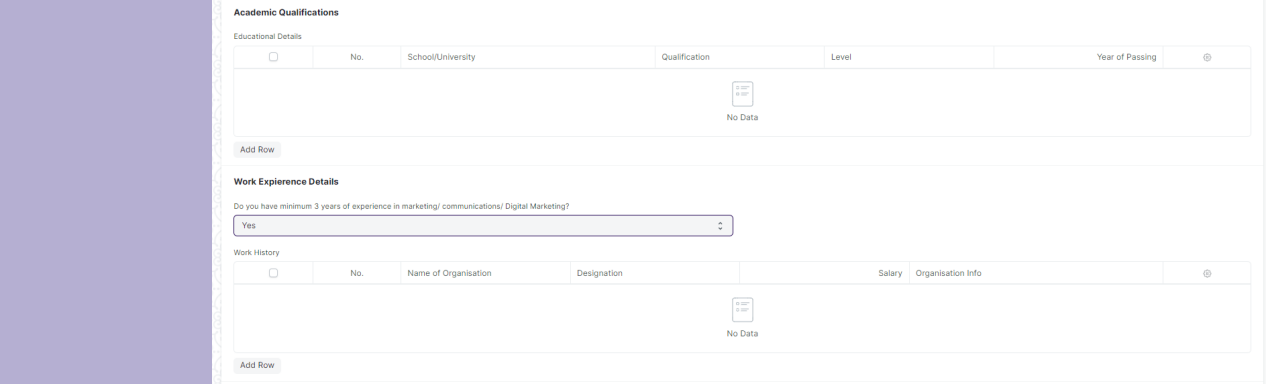 Academic Qualifications
Educational Details
No. School/University Qualification Level Year of Passing
No Data
Add Row
Work Expierence Details
Do you have minimum 3 years of experience in marketing/ communications/ Digital Marketing?
Yes
Work History
No. Name of Organisation Designation Salary Organisation Info
No Data
Add Row